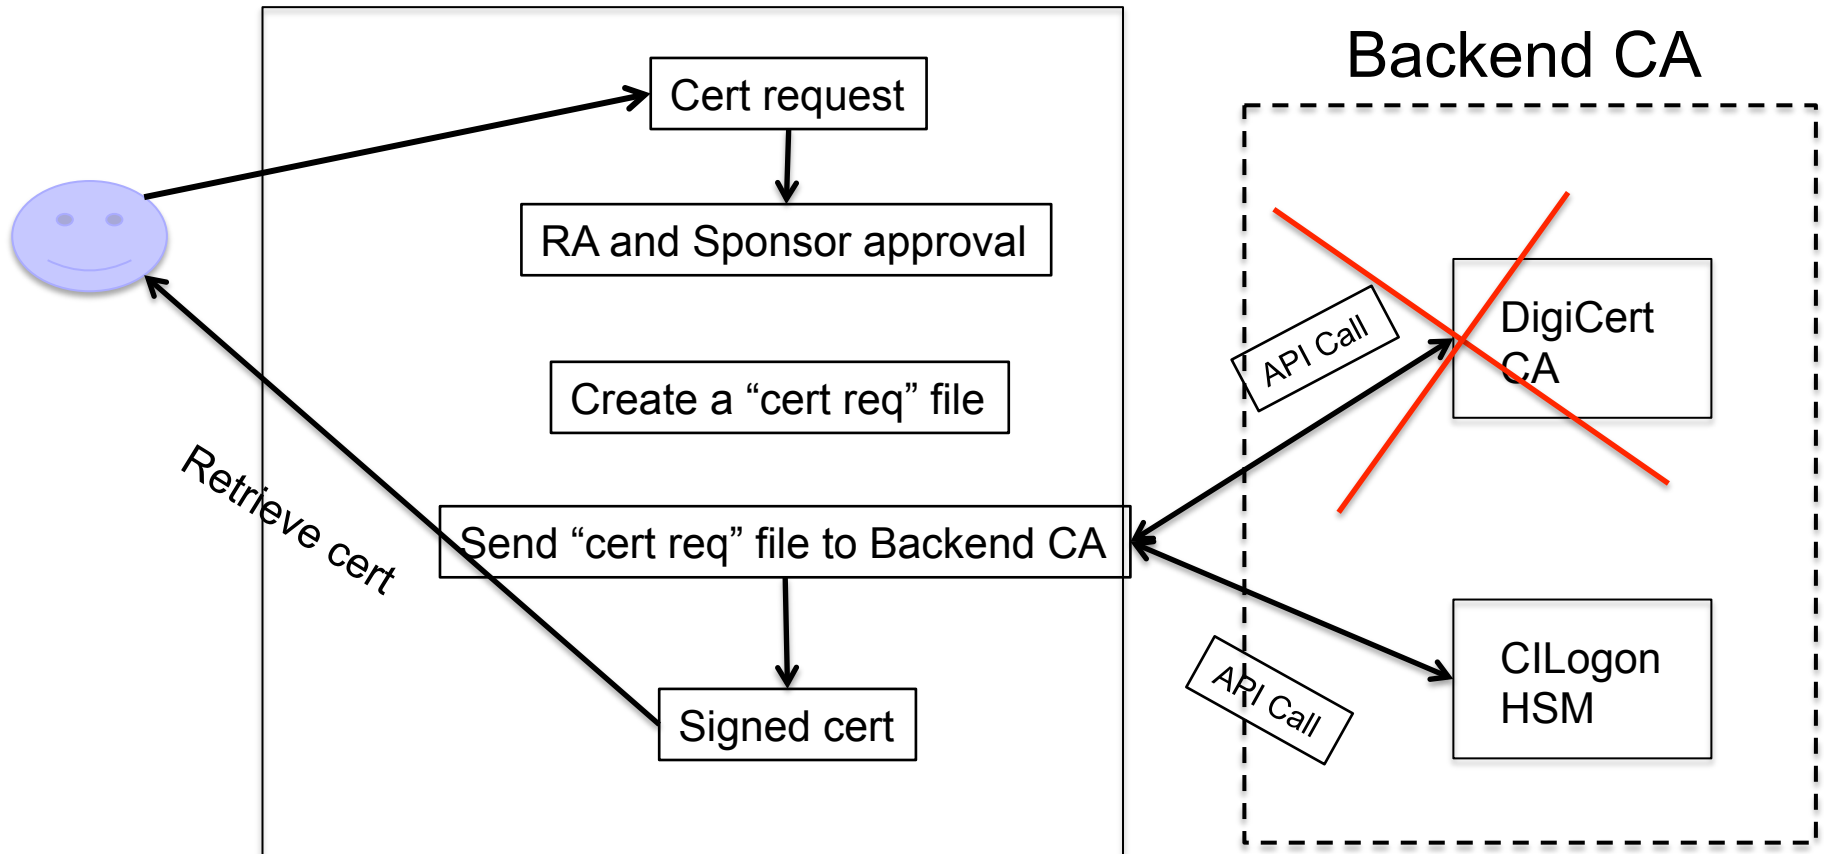 Backend CA
Cert request
RA and Sponsor approval
DigiCert
CA
API Call
Create a “cert req” file
Retrieve cert
Send “cert req” file to Backend CA
CILogon
HSM
API Call
Signed cert